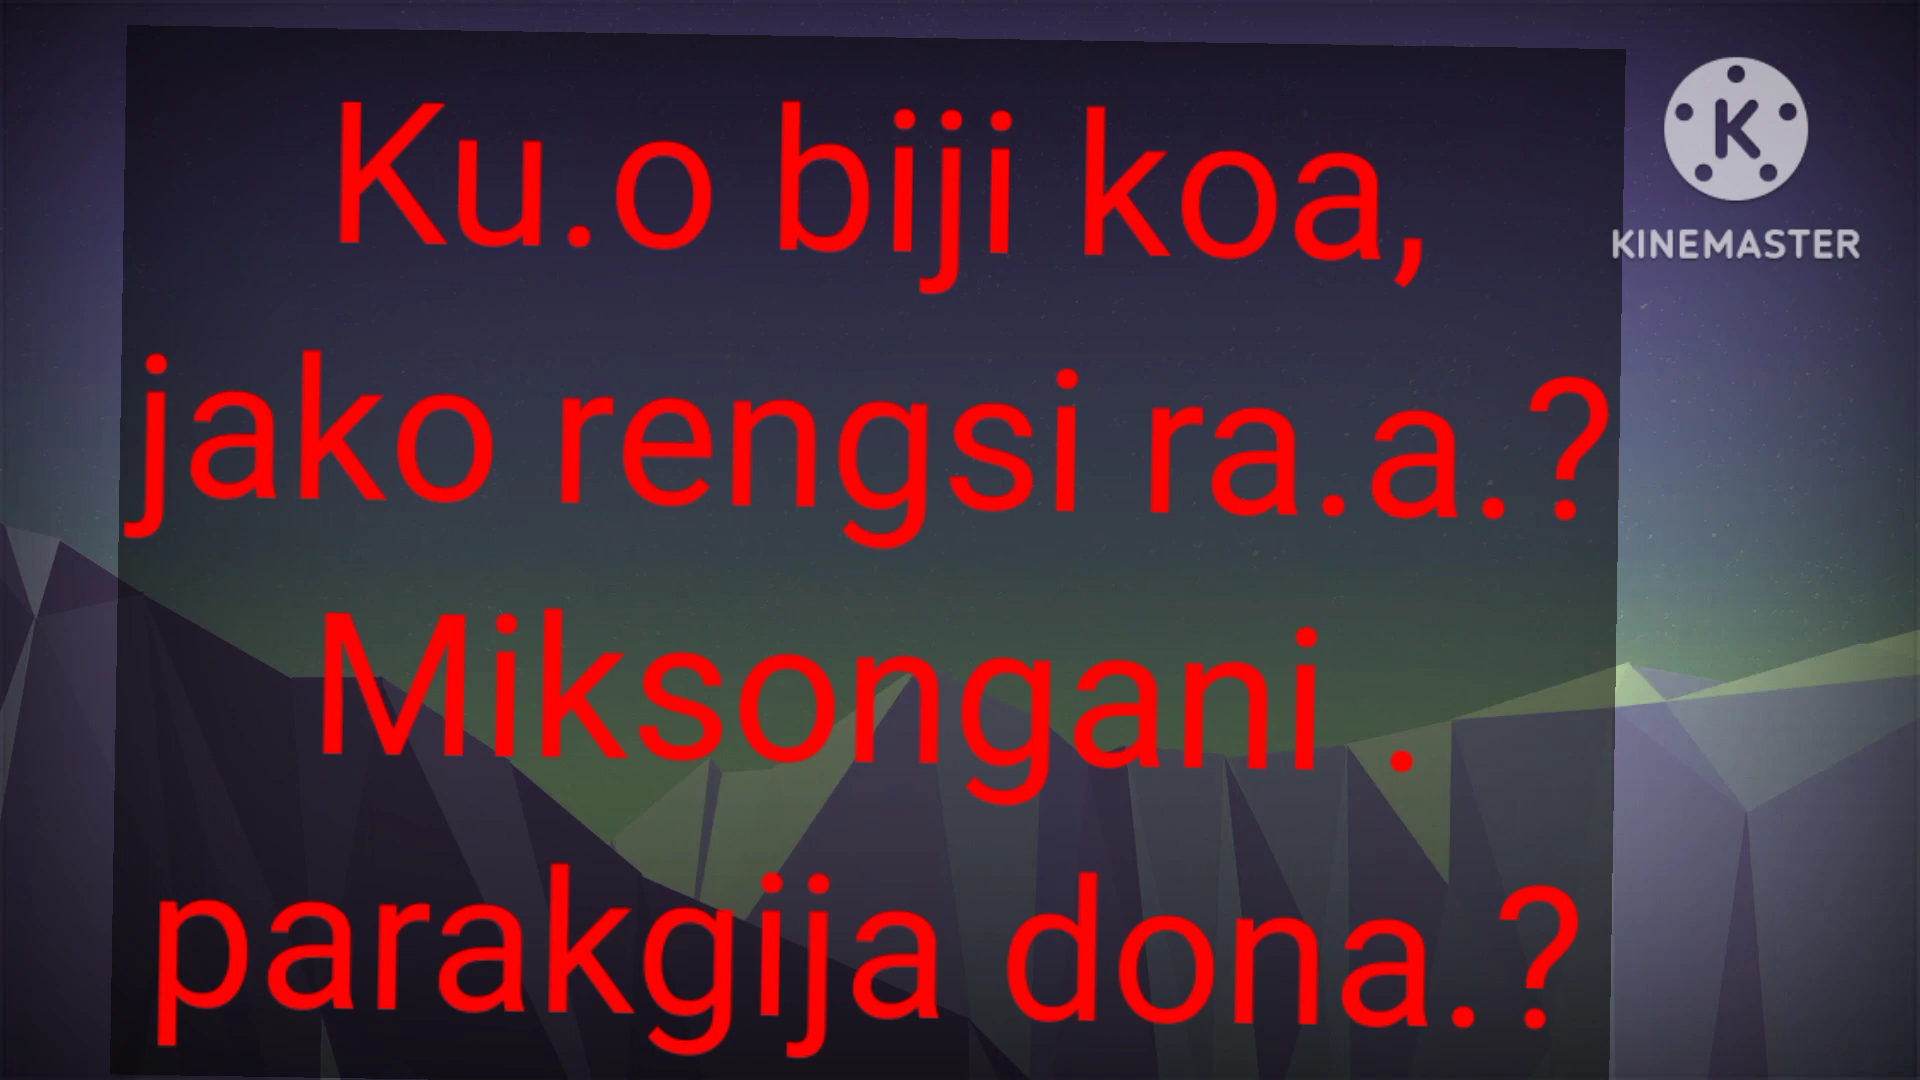 Ku.o biji koa,
jako rengsi ra.a.?
Miksongani .
parakgija dona.?
K
KINEMASTER